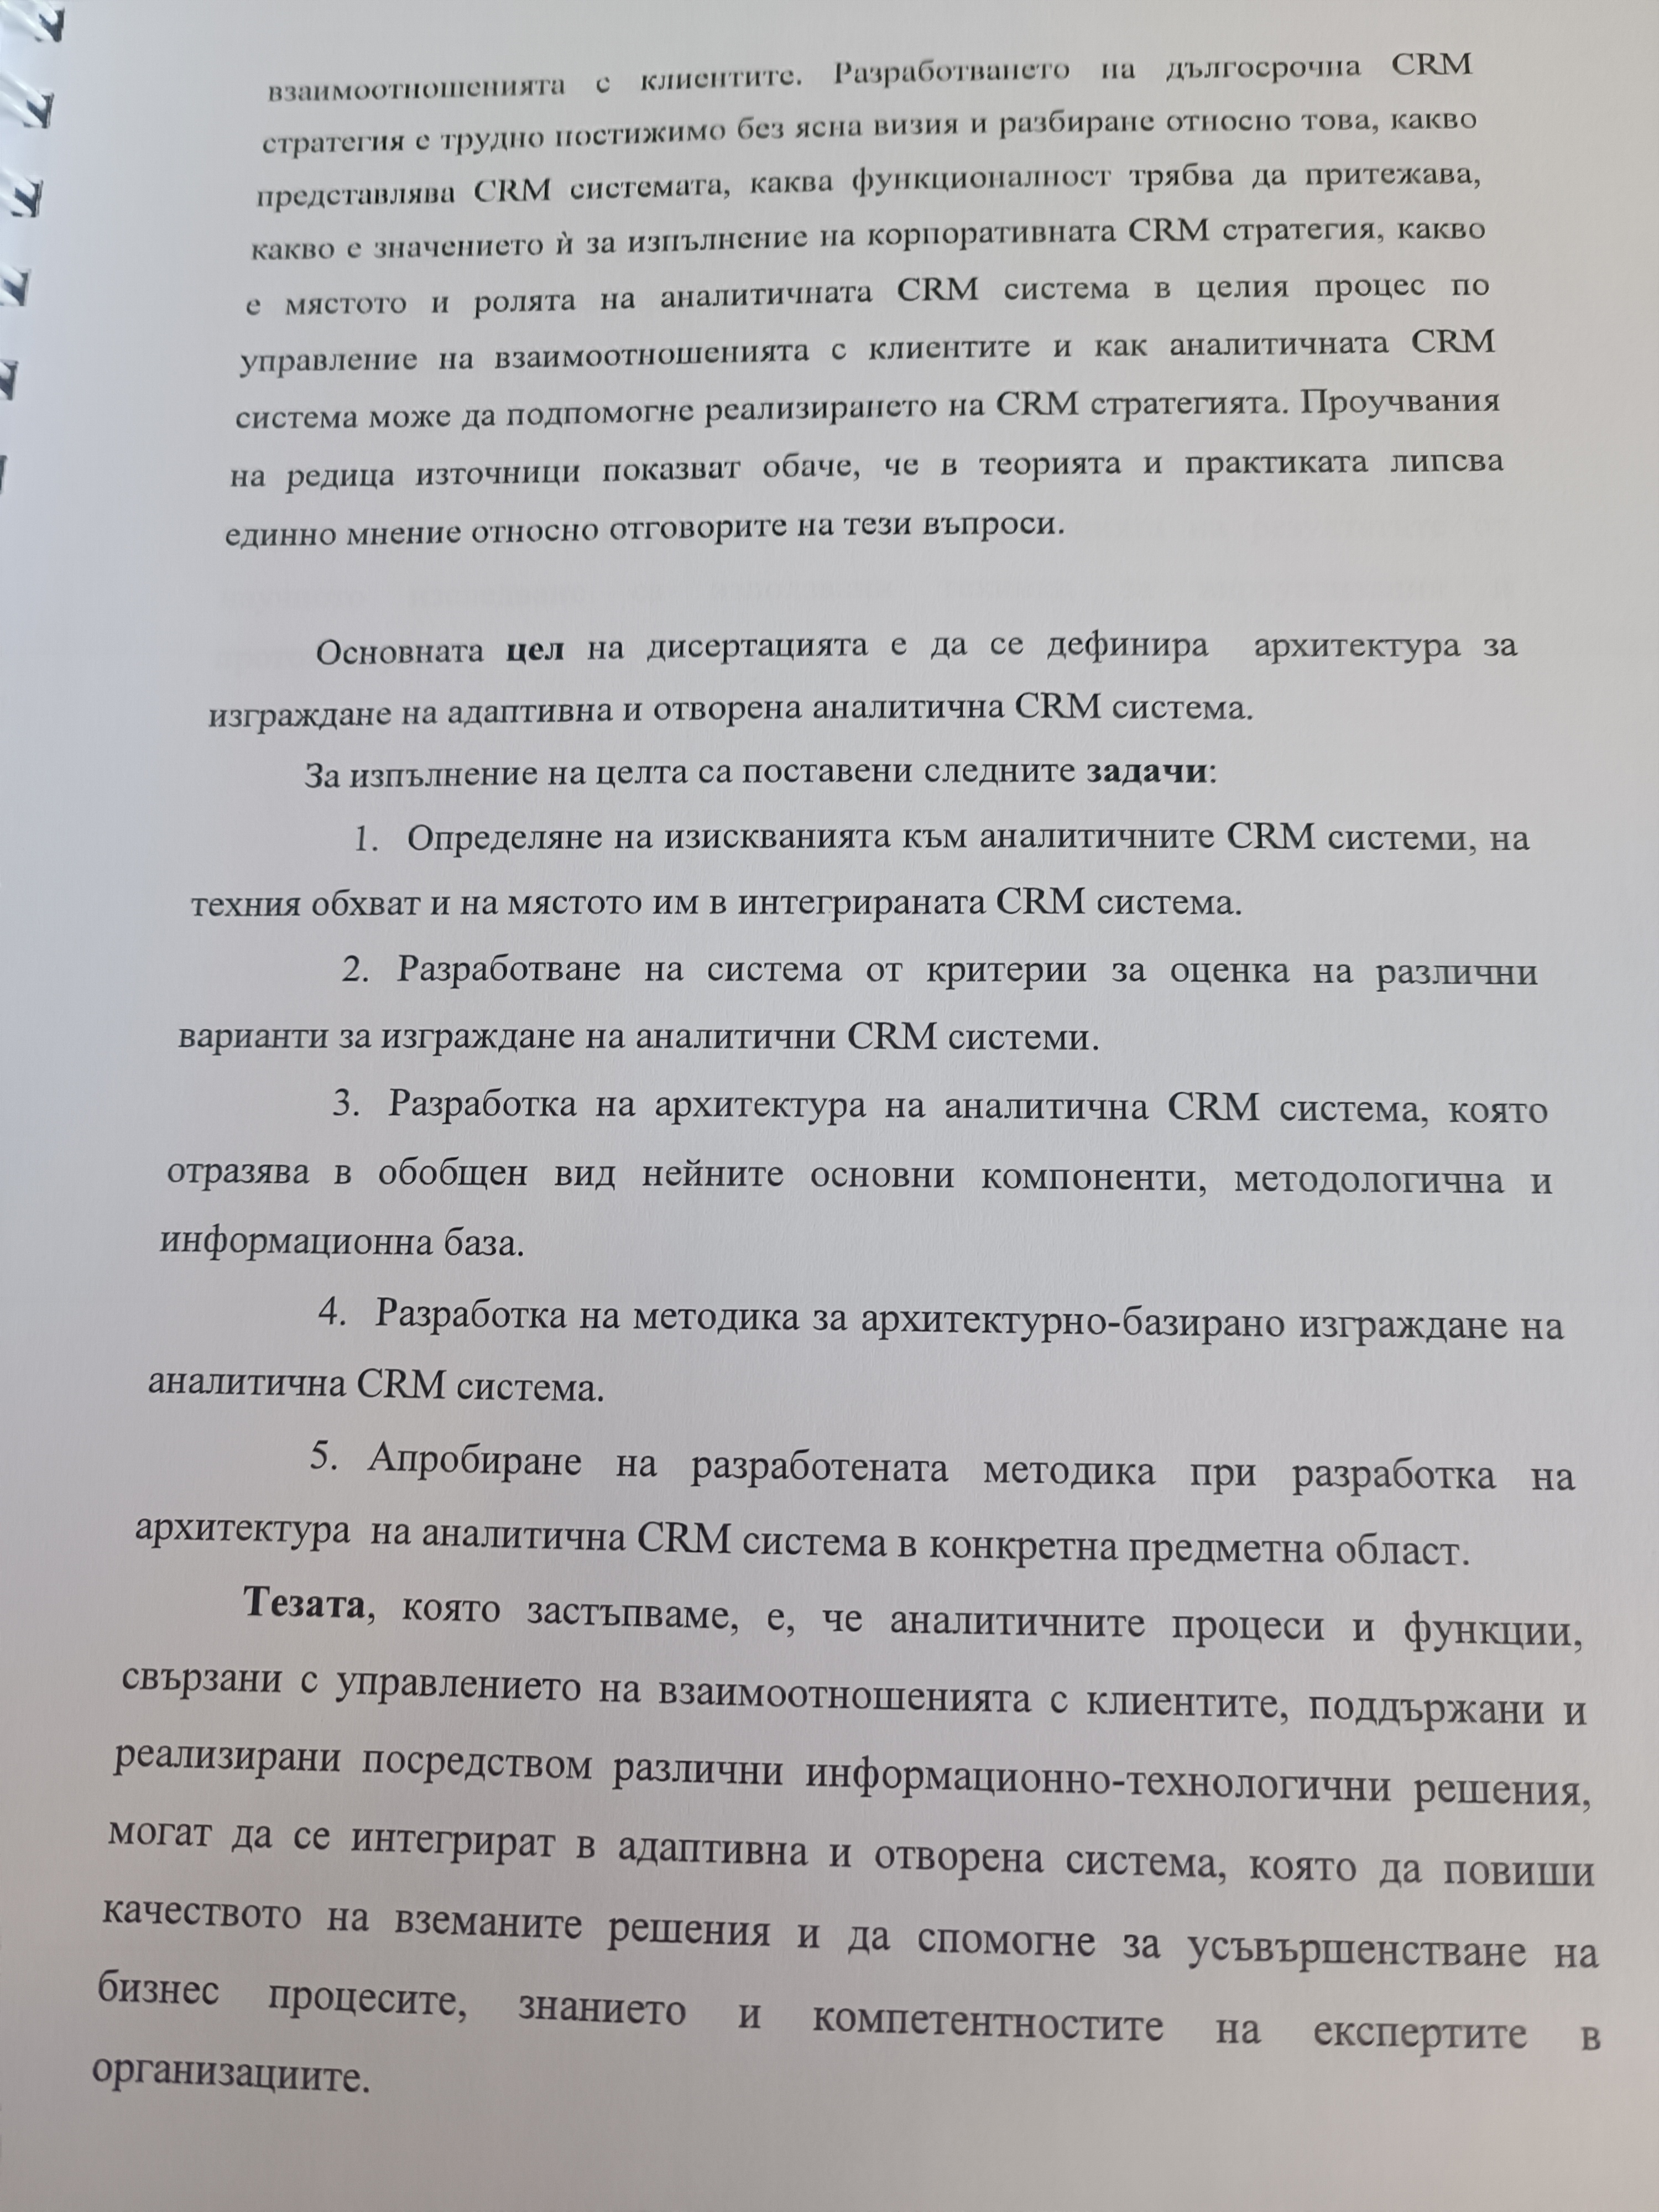 взаимоотношенията с клиентите. Разработването на дългосрочна CRM
стратегия е трудно постижимо без ясна визия и разбиране относно това, какво
представлява CRM системата, каква функционалност трябва да притежава,
какво е значението ѝ за изпълнение на корпоративната CRM стратегия, какво
е мястото и ролята на аналитичната CRM система в целия процес по
управление на взаимоотношенията с клиентите и как аналитичната CRM
система може да подпомогне реализирането на CRM стратегията. Проучвания
на редица източници показват обаче, че в теорията и практиката липсва
единно мнение относно отговорите на тези въпроси.
Основната цел на дисертацията е да се дефинира архитектура за
изграждане на адаптивна и отворена аналитична CRM система.
За изпълнение на целта са поставени следните задачи:
1. Определяне на изискванията към аналитичните CRM системи, на
техния обхват и на мястото им в интегрираната CRM система.
2. Разработване на система от критерии за оценка на различни
варианти за изграждане на аналитични CRM системи.
3. Разработка на архитектура на аналитична CRM система, която
отразява в обобщен вид нейните основни компоненти, методологична и
информационна база.
4. Разработка на методика за архитектурно-базирано изграждане на
аналитична CRM система.
5. Апробиране на разработената методика при разработка на
архитектура на аналитична CRM система в конкретна предметна област.
Тезата, която застъпваме, е, че аналитичните процеси и функции,
свързани с управлението на взаимоотношенията с клиентите, поддържани и
реализирани посредством различни информационно-технологични решения,
могат да се интегрират в адаптивна и отворена система, която да повиши
качеството на вземаните решения и да спомогне за усъвършенстване на
бизнес процесите, знанието и компетентностите на експертите в
организациите.